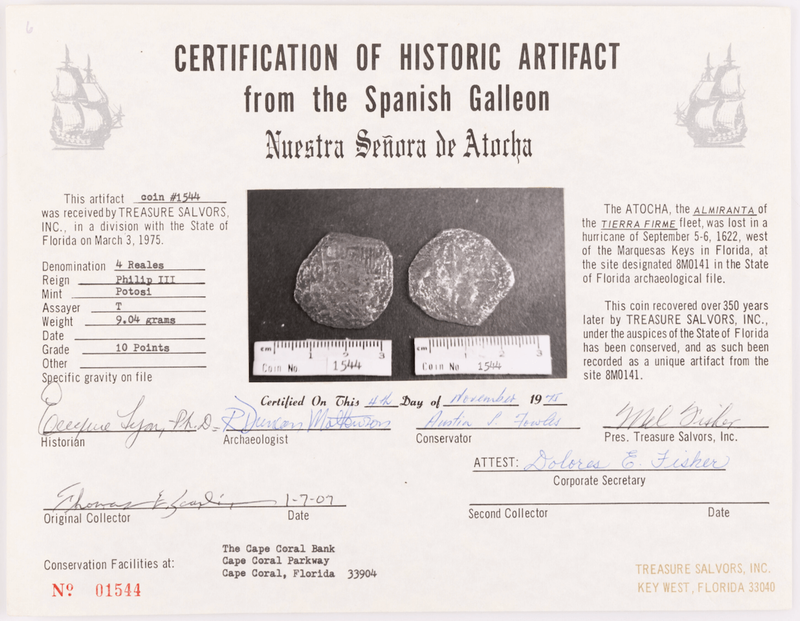 6
CERTIFICATION OF HISTORIC ARTIFACT
from the Spanish Galleon
Nuestra Señora de Atocha
This artifact coin #1544
was received by TREASURE SALVORS,
INC., in a division with the State of
Florida on March 3, 1975.
Denomination 4 Reales
Reign Philip III
Mint Potosi
Assayer T
Weight 9.04 grams
Date
Grade 10 Points
Other
Specific gravity on file
cm 1 2 3
Coin No 1544
cm 1 2 3
Coin No 1544
The ATOCHA, the ALMIRANTA of
the TIERRA FIRME fleet, was lost in a
hurricane of September 5-6, 1622, west
of the Marquesas Keys in Florida, at
the site designated 8MO141 in the State
of Florida archaeological file.
This coin recovered over 350 years
later by TREASURE SALVORS, INC.,
under the auspices of the State of Florida
has been conserved, and as such been
recorded as a unique artifact from the
site 8MO141.
Certified On This 4th Day of November 1975
Eugene Lyon, Ph.D.
Historian
R Duncan Mathewson
Archaeologist
Austin L. Fowles
Conservator
Mel Fisher
Pres. Treasure Salvors, Inc.
ATTEST: Dolores E. Fisher
Corporate Secretary
Thomas E 1-7-07
Original Collector Date
Second Collector Date
Conservation Facilities at:
The Cape Coral Bank
Cape Coral Parkway
Cape Coral, Florida 33904
Nº 01544
TREASURE SALVORS, INC.
KEY WEST, FLORIDA 33040